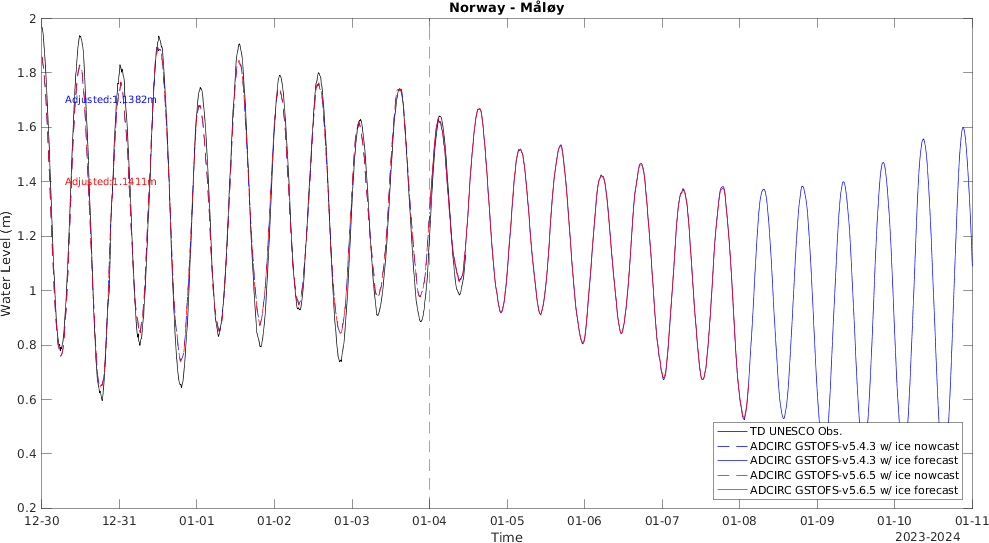 Norway - Måløy
2
1.8
1.6
1.4
1.2
1
0.8
0.6
0.4
0.2
Water Level (m)
Adjusted:1.1382m
Adjusted:1.1411m
TD UNESCO Obs.
ADCIRC GSTOFS-v5.4.3 w/ ice nowcast
ADCIRC GSTOFS-v5.4.3 w/ ice forecast
ADCIRC GSTOFS-v5.6.5 w/ ice nowcast
ADCIRC GSTOFS-v5.6.5 w/ ice forecast
12-30 12-31 01-01 01-02 01-03 01-04 01-05 01-06 01-07 01-08 01-09 01-10 01-11
Time
2023-2024